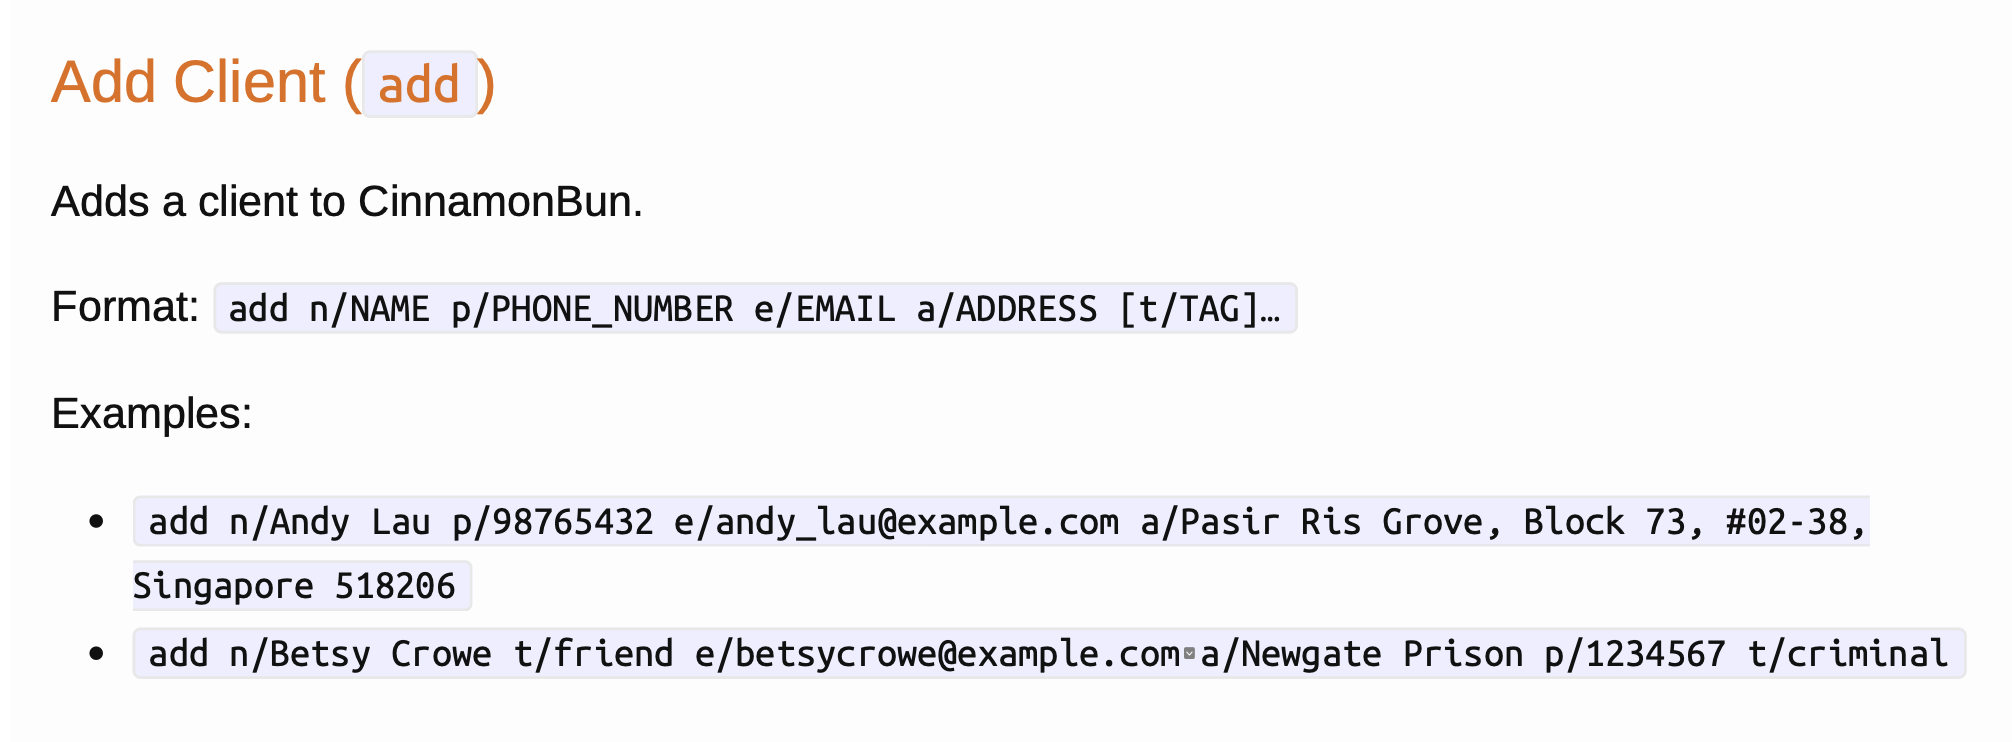 Add Client (add)
Adds a client to CinnamonBun.
Format: add n/NAME p/PHONE_NUMBER e/EMAIL a/ADDRESS [t/TAG]…
Examples:
• add n/Andy Lau p/98765432 e/andy_lau@example.com a/Pasir Ris Grove, Block 73, #02-38,
Singapore 518206
• add n/Betsy Crowe t/friend e/betsycrowe@example.com a/Newgate Prison p/1234567 t/criminal